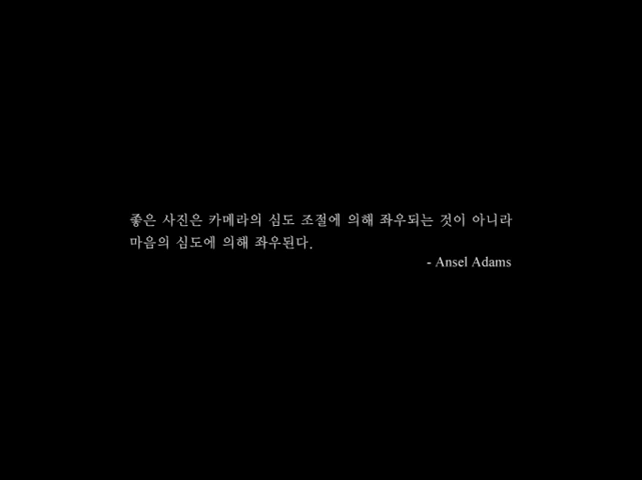 좋은 사진은 카메라의 심도 조절에 의해 좌우되는 것이 아니라
마음의 심도에 의해 좌우된다.
- Ansel Adams